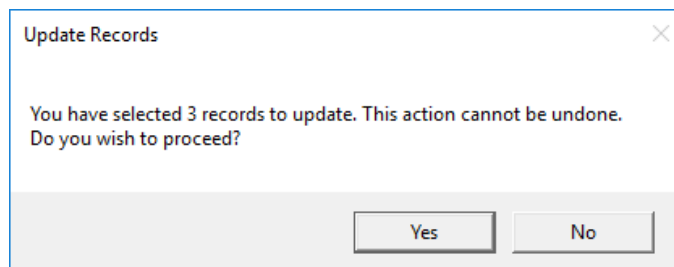 Update Records
You have selected 3 records to update. This action cannot be undone.
Do you wish to proceed?
Yes
No